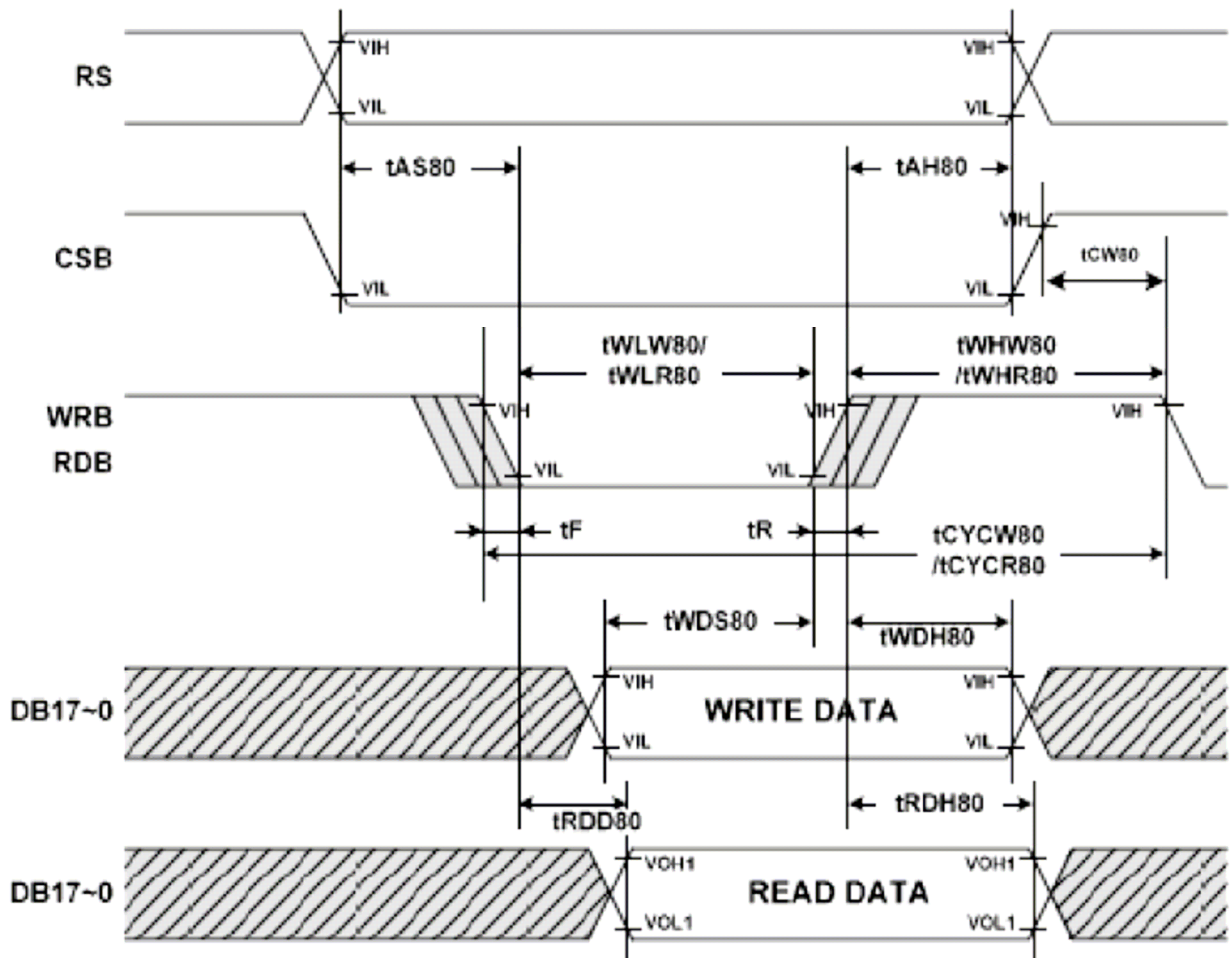 VIH
VIH
RS
VIL
VIL
tAS80
tAH80
VIH
CSB
tCW80
VIL
VIL
tWLW80/
tWLR80
tWHW80
/tWHR80
WRB
VIH
VIH
VIH
RDB
VIL
VIL
tF
tR
tCYCW80
/tCYCR80
tWDS80
tWDH80
VIH
VIH
DB17~0
WRITE DATA
VIL
VIL
tRDD80
tRDH80
VOH1
VOH1
DB17~0
READ DATA
VOL1
VOL1